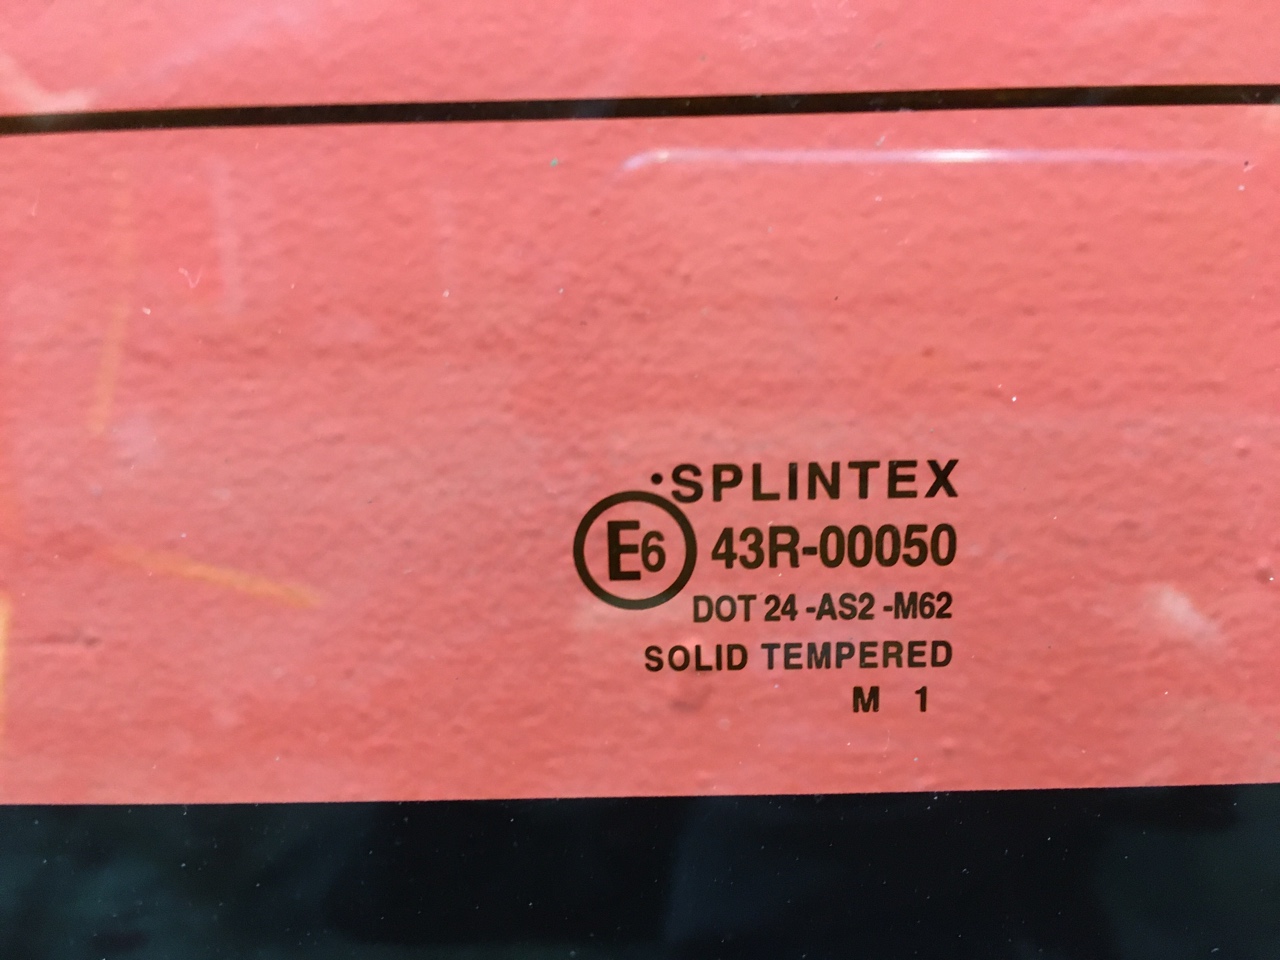 ·SPLINTEX
E6 43R-00050
DOT 24 -AS2 -M62
SOLID TEMPERED
M 1